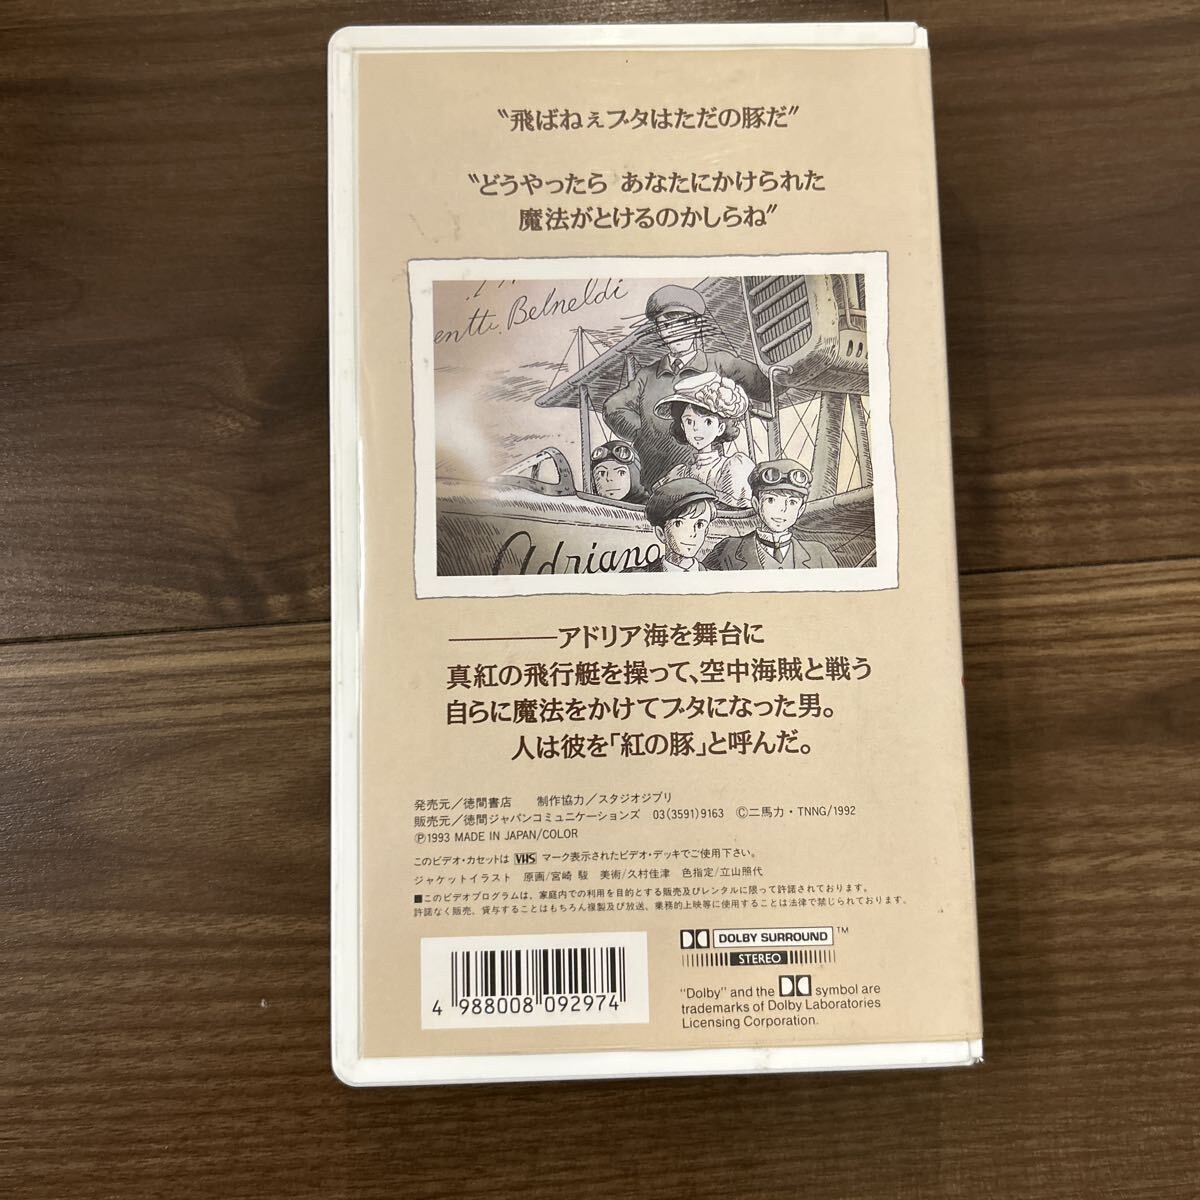 “飛ばねぇブタはただの豚だ”
“どうやったら あなたにかけられた
魔法がとけるのかしらね”
entti. Belneldi
Adriano
――――アドリア海を舞台に
真紅の飛行艇を操って、空中海賊と戦う
自らに魔法をかけてブタになった男。
人は彼を「紅の豚」と呼んだ。
発売元／徳間書店 制作協力／スタジオジブリ
販売元／徳間ジャパンコミュニケーションズ 03(3591)9163 Ⓒ二馬力・TNNG/1992
Ⓟ1993 MADE IN JAPAN/COLOR
このビデオ・カセットは VHS マーク表示されたビデオ・デッキでご使用下さい。
ジャケットイラスト 原画/宮崎 駿 美術/久村佳津 色指定/立山照代
■このビデオプログラムは、家庭内での利用を目的とする販売及びレンタルに限って許諾されております。
許諾なく販売、貸与することはもちろん複製及び放送、業務的上映等に使用することは法律で禁じられております。
DOLBY SURROUND ™
STEREO
4 988008 092974
"Dolby" and the symbol are
trademarks of Dolby Laboratories
Licensing Corporation.